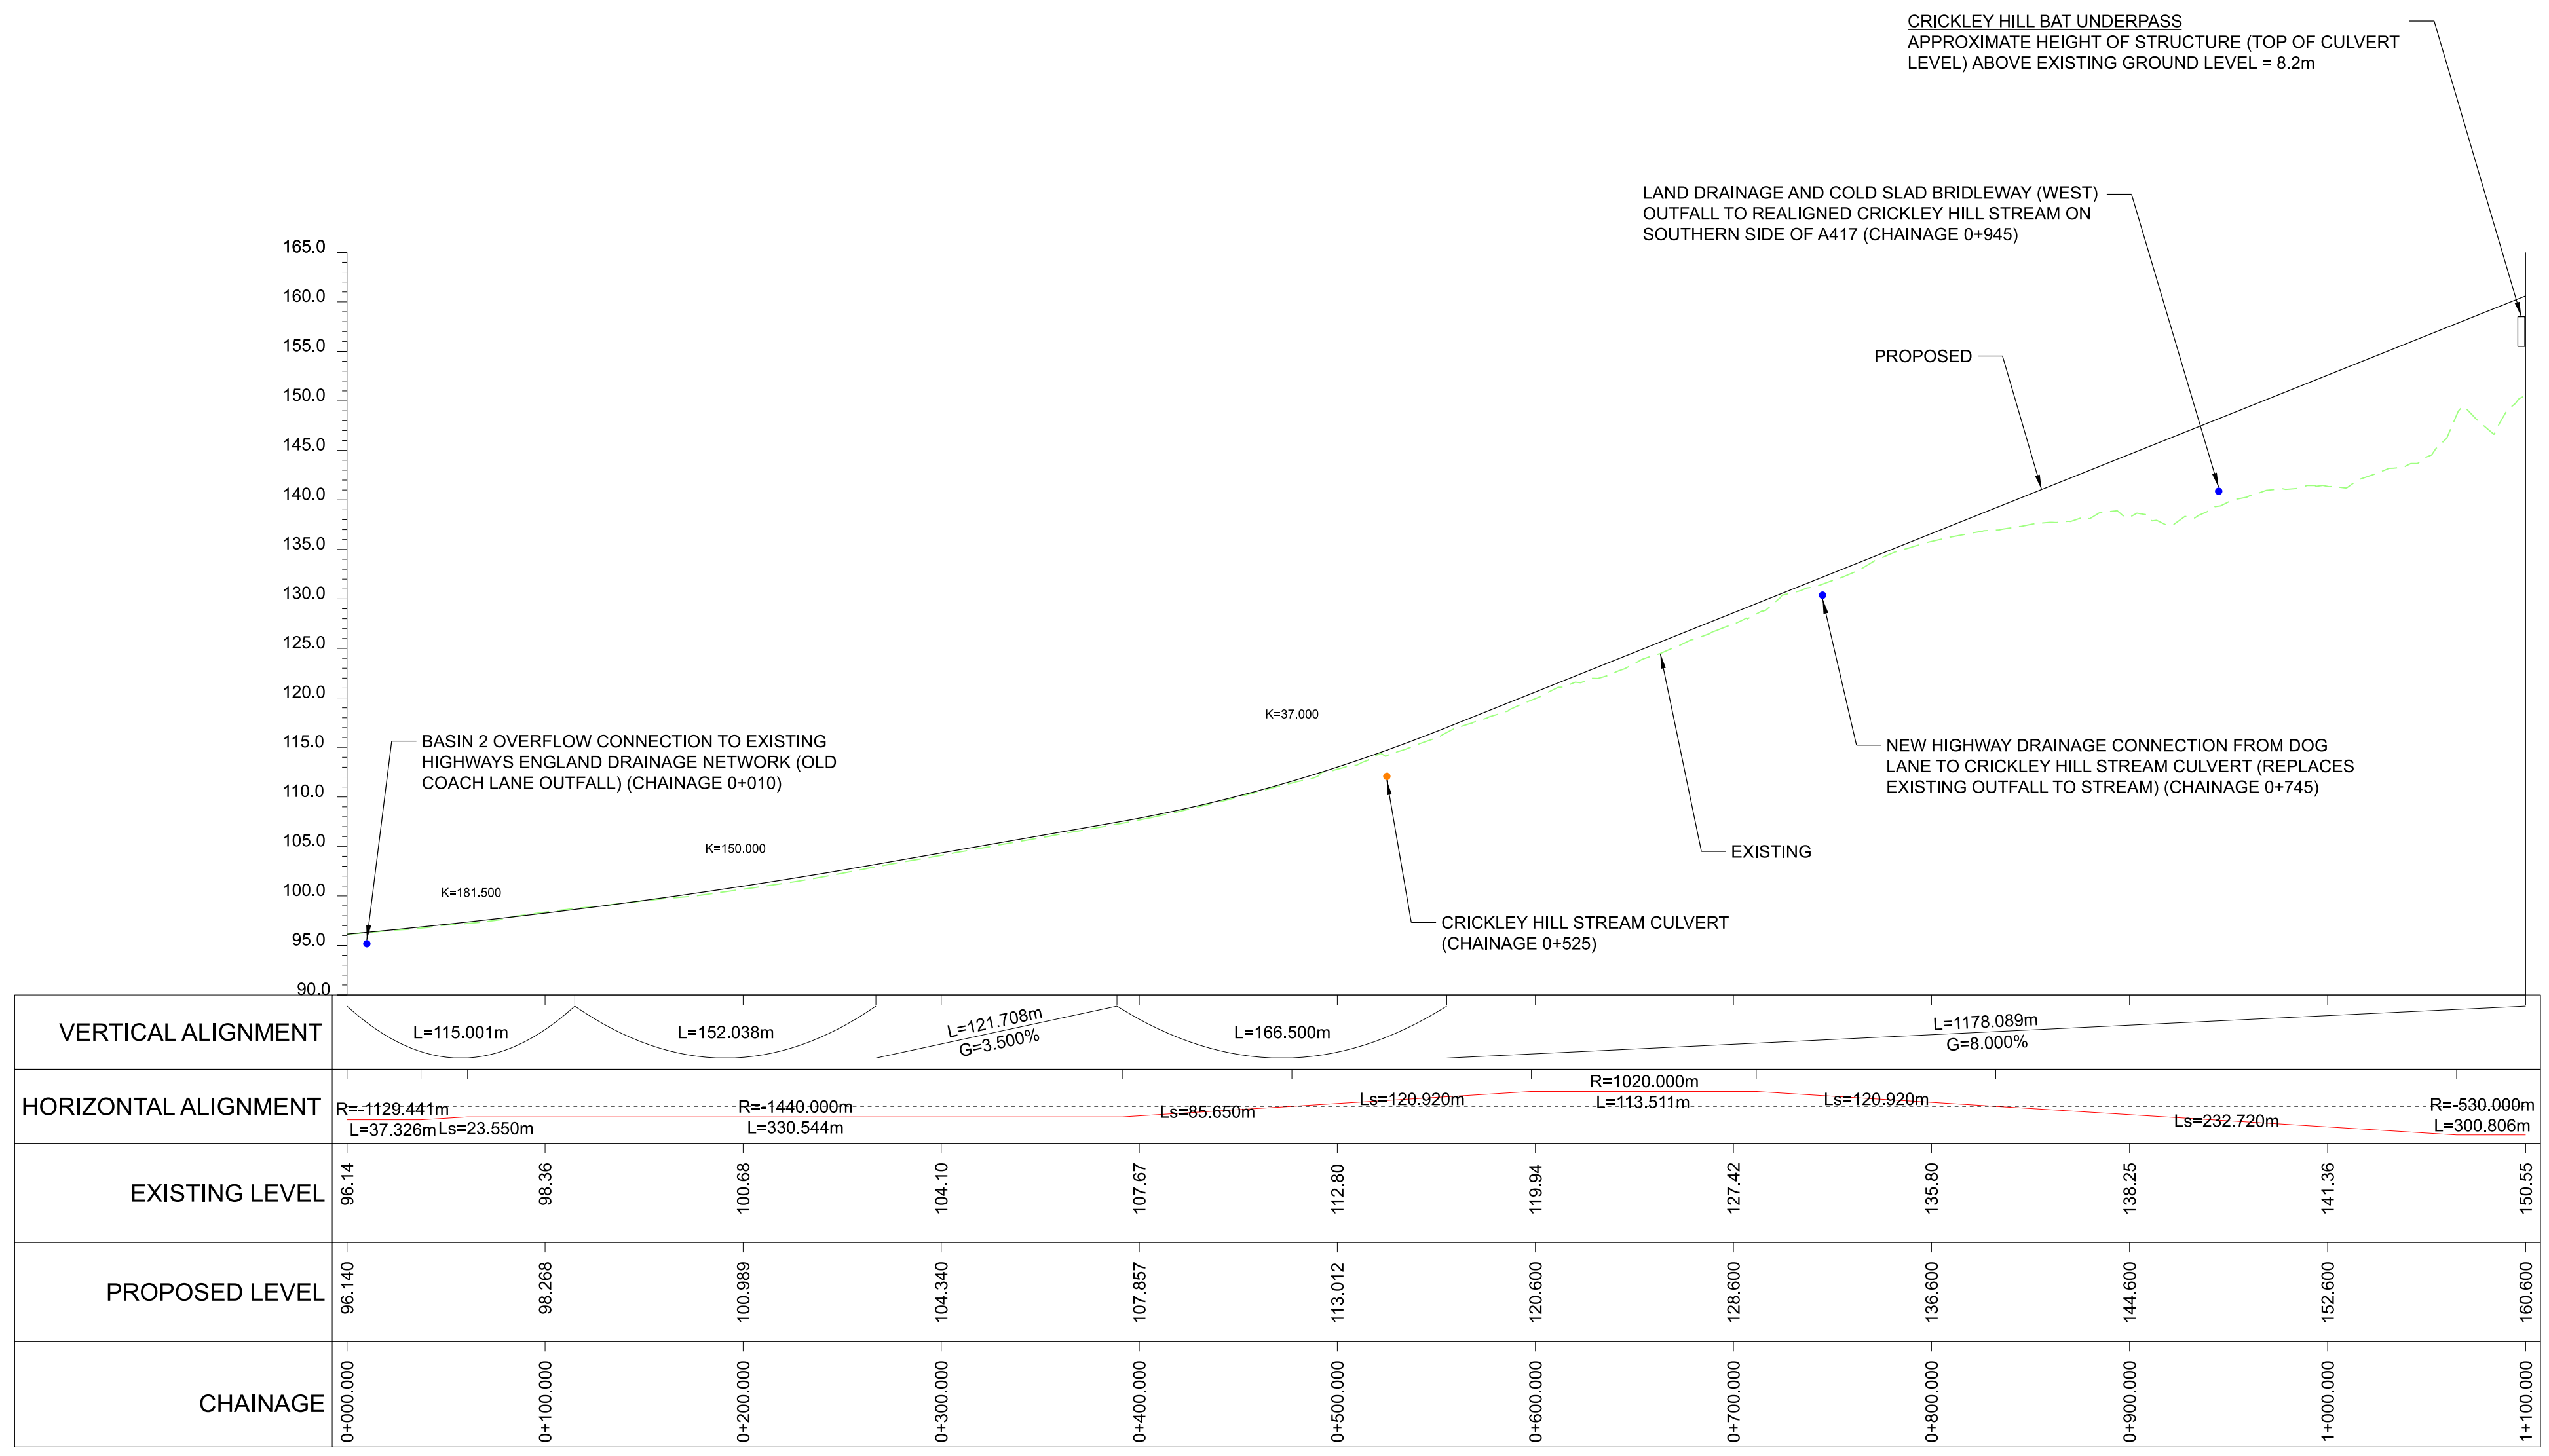 CRICKLEY HILL BAT UNDERPASS
APPROXIMATE HEIGHT OF STRUCTURE (TOP OF CULVERT
LEVEL) ABOVE EXISTING GROUND LEVEL = 8.2m
LAND DRAINAGE AND COLD SLAD BRIDLEWAY (WEST)
OUTFALL TO REALIGNED CRICKLEY HILL STREAM ON
SOUTHERN SIDE OF A417 (CHAINAGE 0+945)
165.0
160.0
155.0
150.0
145.0
140.0
135.0
130.0
125.0
120.0
115.0
110.0
105.0
100.0
95.0
90.0
PROPOSED
K=37.000
BASIN 2 OVERFLOW CONNECTION TO EXISTING
HIGHWAYS ENGLAND DRAINAGE NETWORK (OLD
COACH LANE OUTFALL) (CHAINAGE 0+010)
NEW HIGHWAY DRAINAGE CONNECTION FROM DOG
LANE TO CRICKLEY HILL STREAM CULVERT (REPLACES
EXISTING OUTFALL TO STREAM) (CHAINAGE 0+745)
K=150.000
EXISTING
K=181.500
CRICKLEY HILL STREAM CULVERT
(CHAINAGE 0+525)
VERTICAL ALIGNMENT
L=115.001m
L=152.038m
L=121.708m
G=3.500%
L=166.500m
L=1178.089m
G=8.000%
HORIZONTAL ALIGNMENT
R=-1129.441m
L=37.326m
Ls=23.550m
R=-1440.000m
L=330.544m
Ls=85.650m
Ls=120.920m
R=1020.000m
L=113.511m
Ls=120.920m
Ls=232.720m
R=-530.000m
L=300.806m
EXISTING LEVEL
96.14
98.36
100.68
104.10
107.67
112.80
119.94
127.42
135.80
138.25
141.36
150.55
PROPOSED LEVEL
96.140
98.268
100.989
104.340
107.857
113.012
120.600
128.600
136.600
144.600
152.600
160.600
CHAINAGE
0+000.000
0+100.000
0+200.000
0+300.000
0+400.000
0+500.000
0+600.000
0+700.000
0+800.000
0+900.000
1+000.000
1+100.000